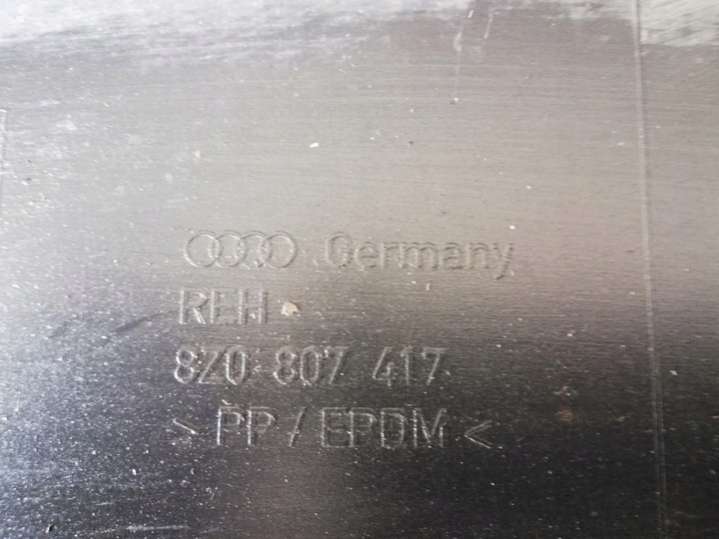 Germany
REH
8Z0 807 417
> PP / EPDM <